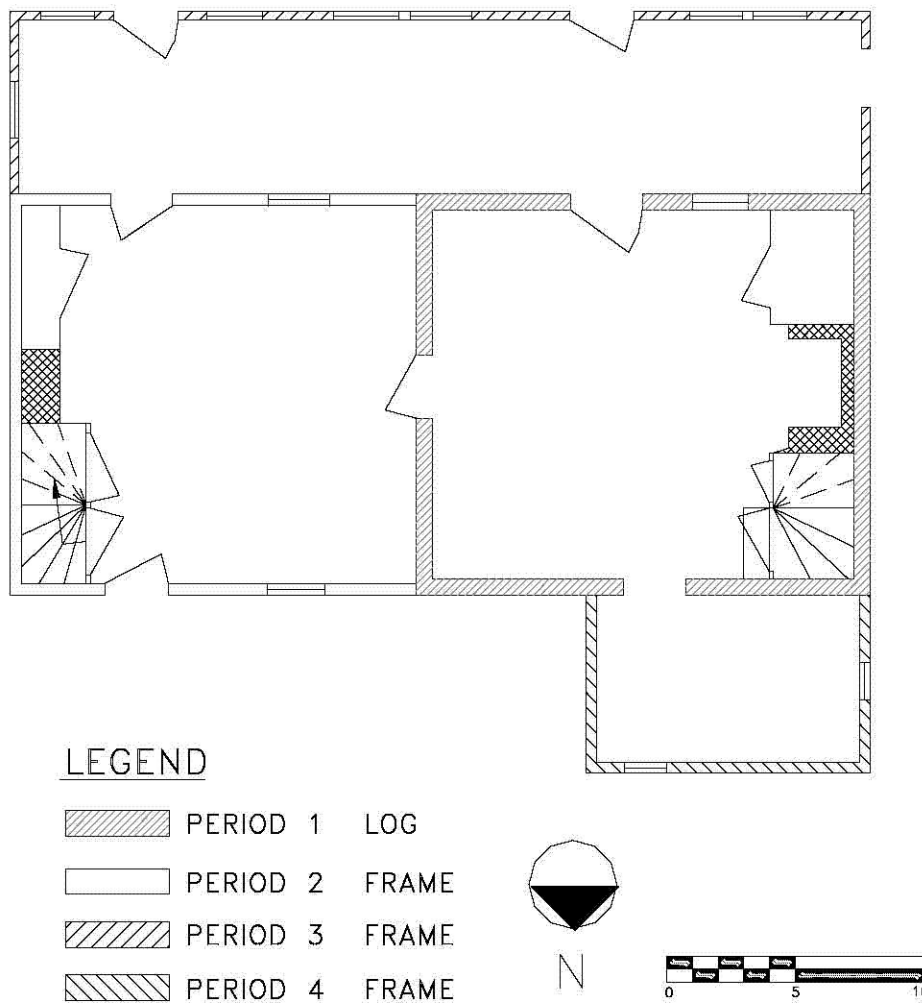 LEGEND
PERIOD 1 LOG
PERIOD 2 FRAME
PERIOD 3 FRAME
PERIOD 4 FRAME
N
0 5